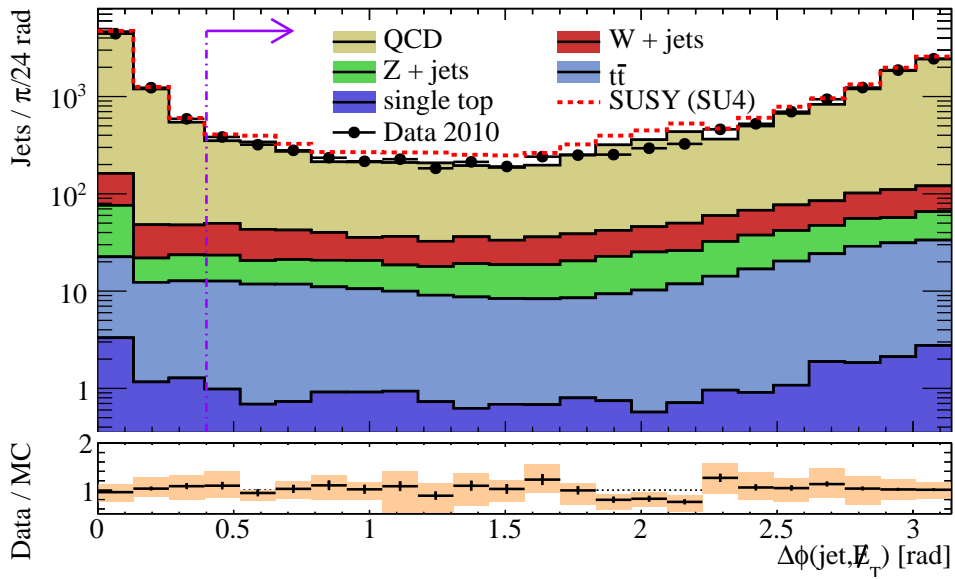 Jets / π/24 rad
10³
10²
10
1
QCD
W + jets
Z + jets
tt̄
single top
SUSY (SU4)
Data 2010
Data / MC
2
1
0 0.5 1 1.5 2 2.5 3
Δϕ(jet,E̸_T) [rad]